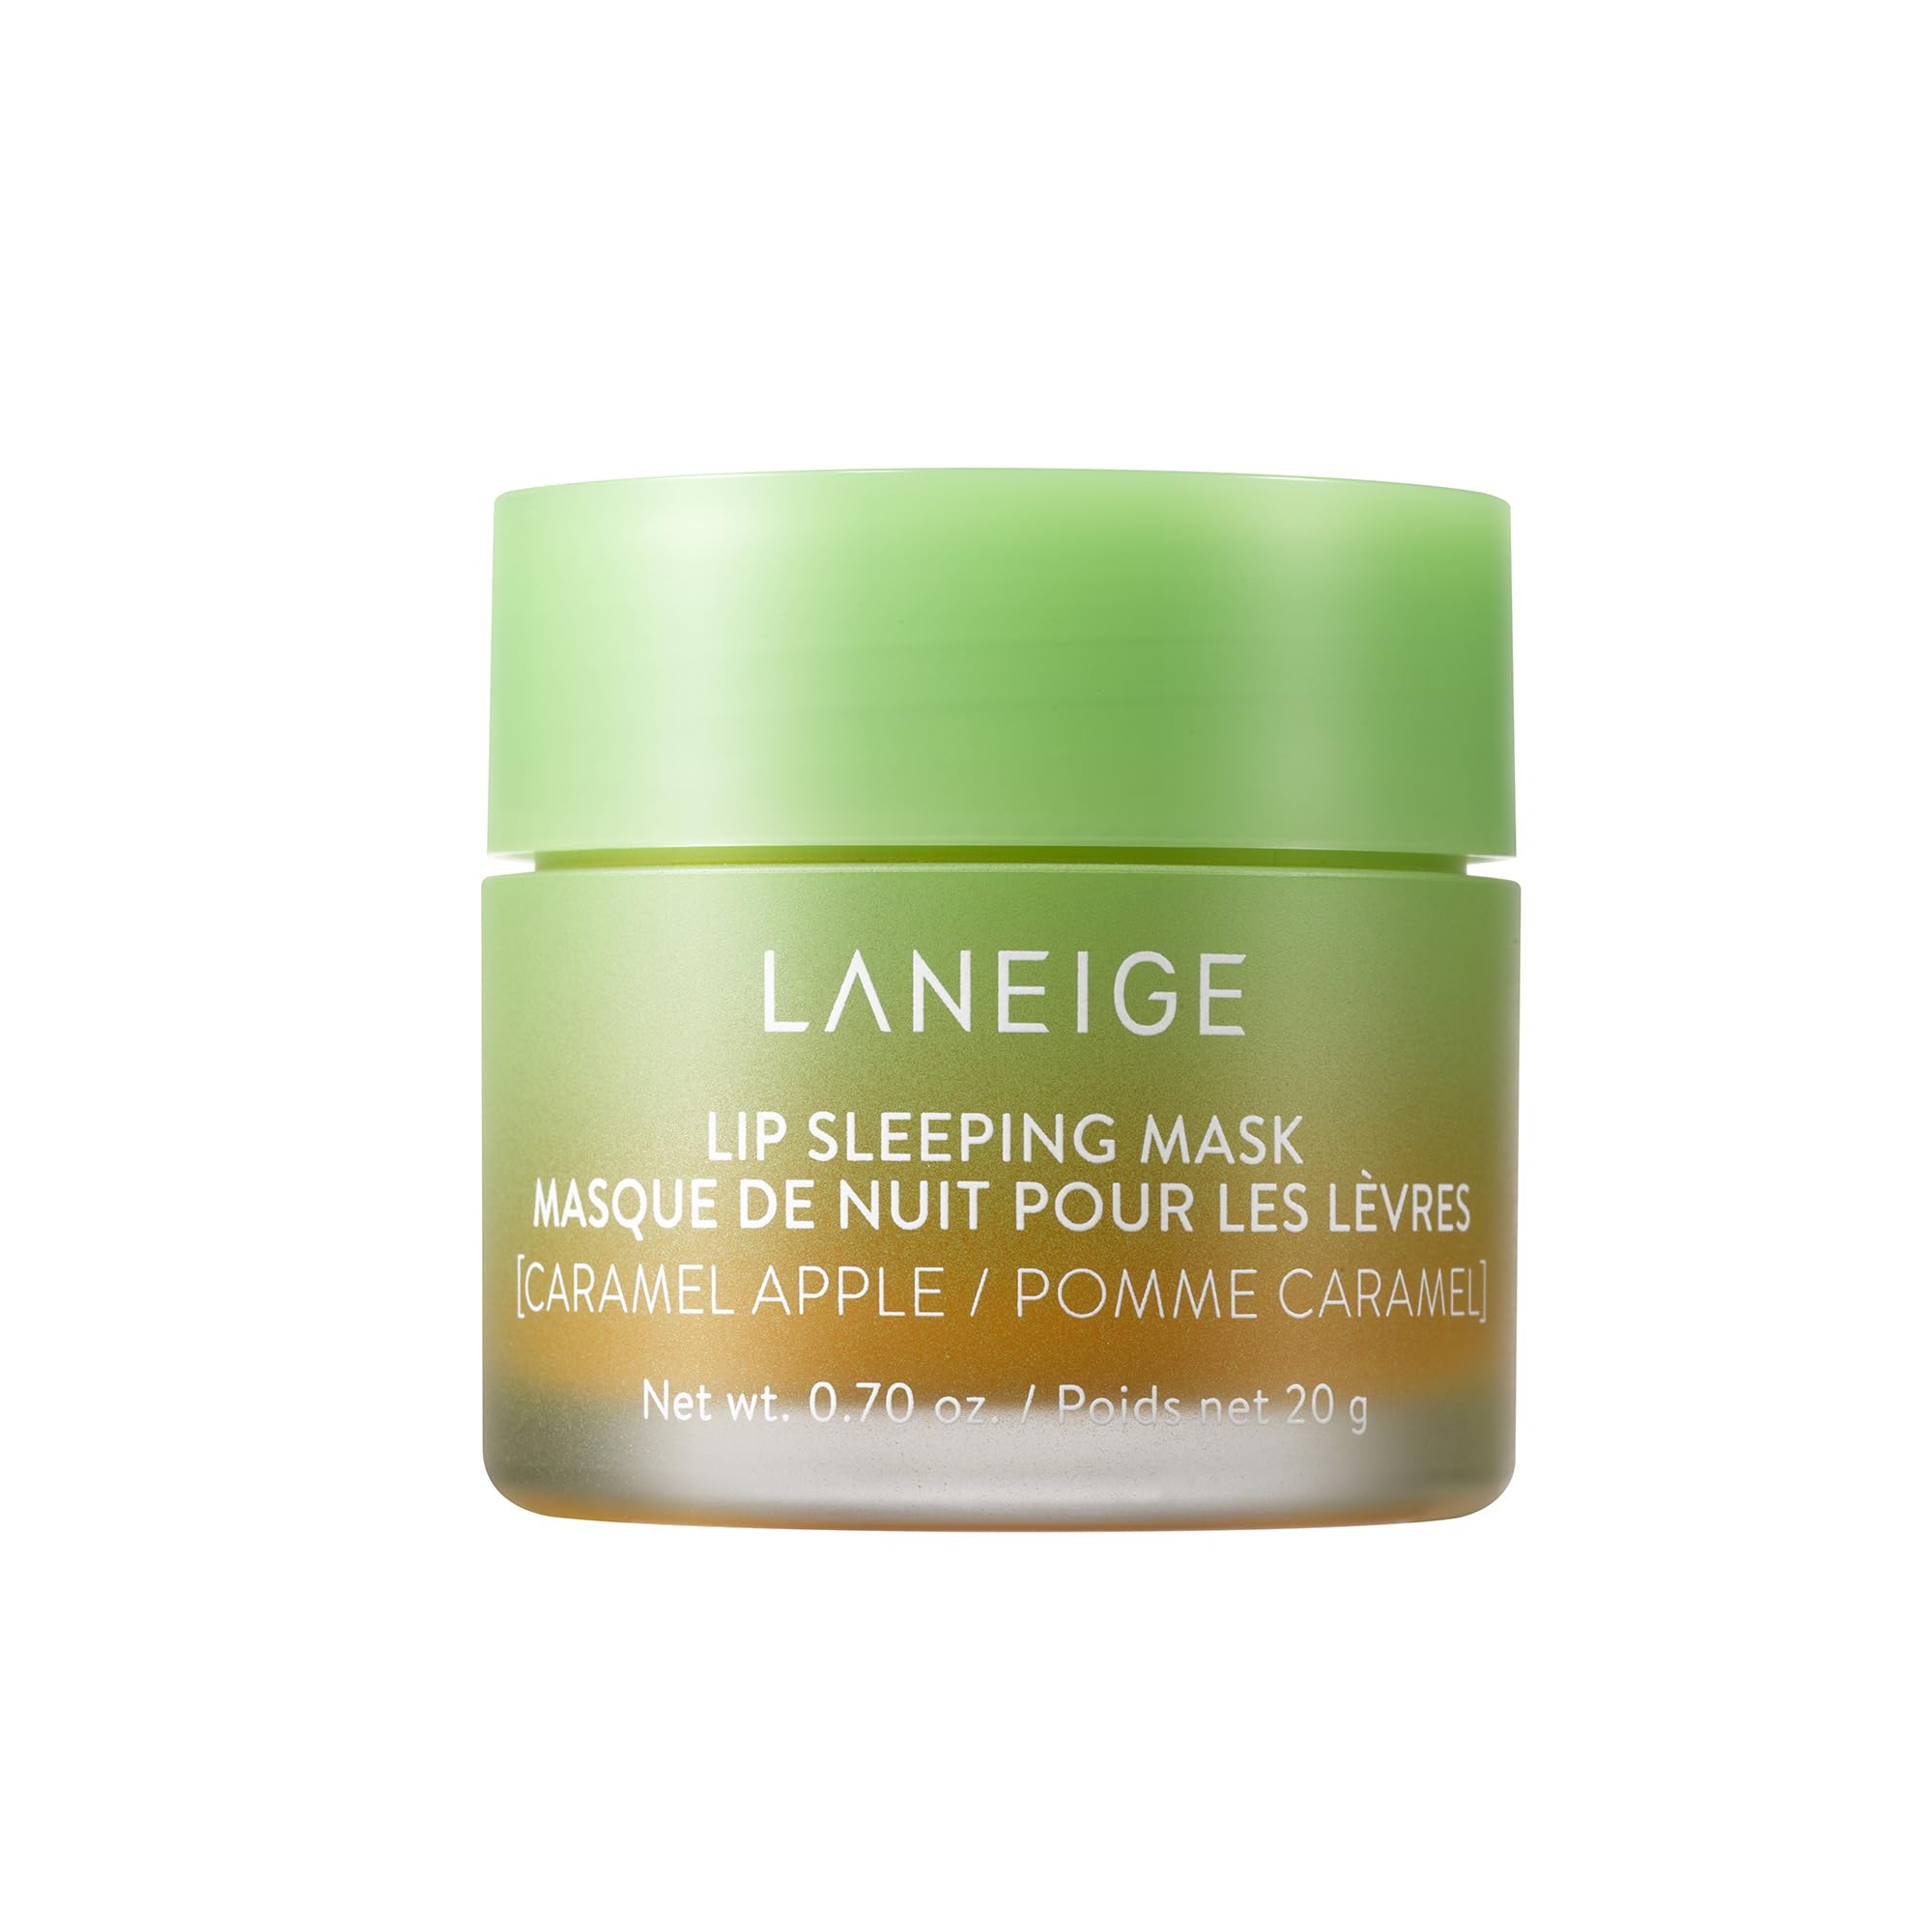 LANEIGE
LIP SLEEPING MASK
MASQUE DE NUIT POUR LES LÈVRES
[CARAMEL APPLE / POMME CARAMEL]
Net wt. 0.70 oz. / Poids net 20 g